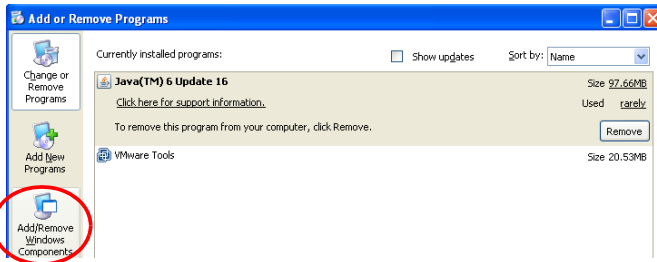 Add or Remove Programs
Change or
Remove
Programs
Currently installed programs:
Show updates
Sort by: Name
Java(TM) 6 Update 16
Size 97.66MB
Click here for support information.
Used rarely
To remove this program from your computer, click Remove.
Remove
Add New
Programs
VMware Tools
Size 20.53MB
Add/Remove
Windows
Components